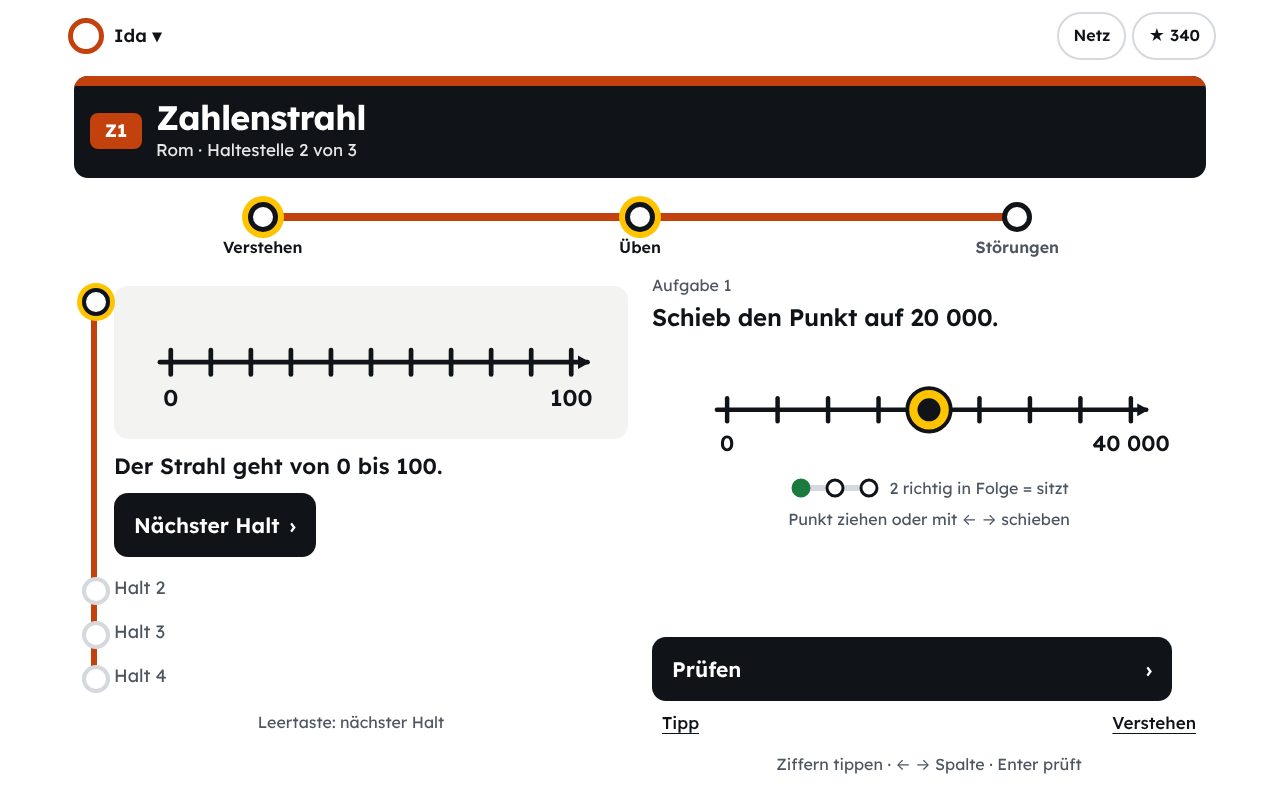 Ida ▾
Netz
★ 340
Z1
Zahlenstrahl
Rom · Haltestelle 2 von 3
Verstehen
Üben
Störungen
0
100
Der Strahl geht von 0 bis 100.
Nächster Halt ›
Halt 2
Halt 3
Halt 4
Leertaste: nächster Halt
Aufgabe 1
Schieb den Punkt auf 20 000.
0
40 000
2 richtig in Folge = sitzt
Punkt ziehen oder mit ← → schieben
Prüfen ›
Tipp
Verstehen
Ziffern tippen · ← → Spalte · Enter prüft